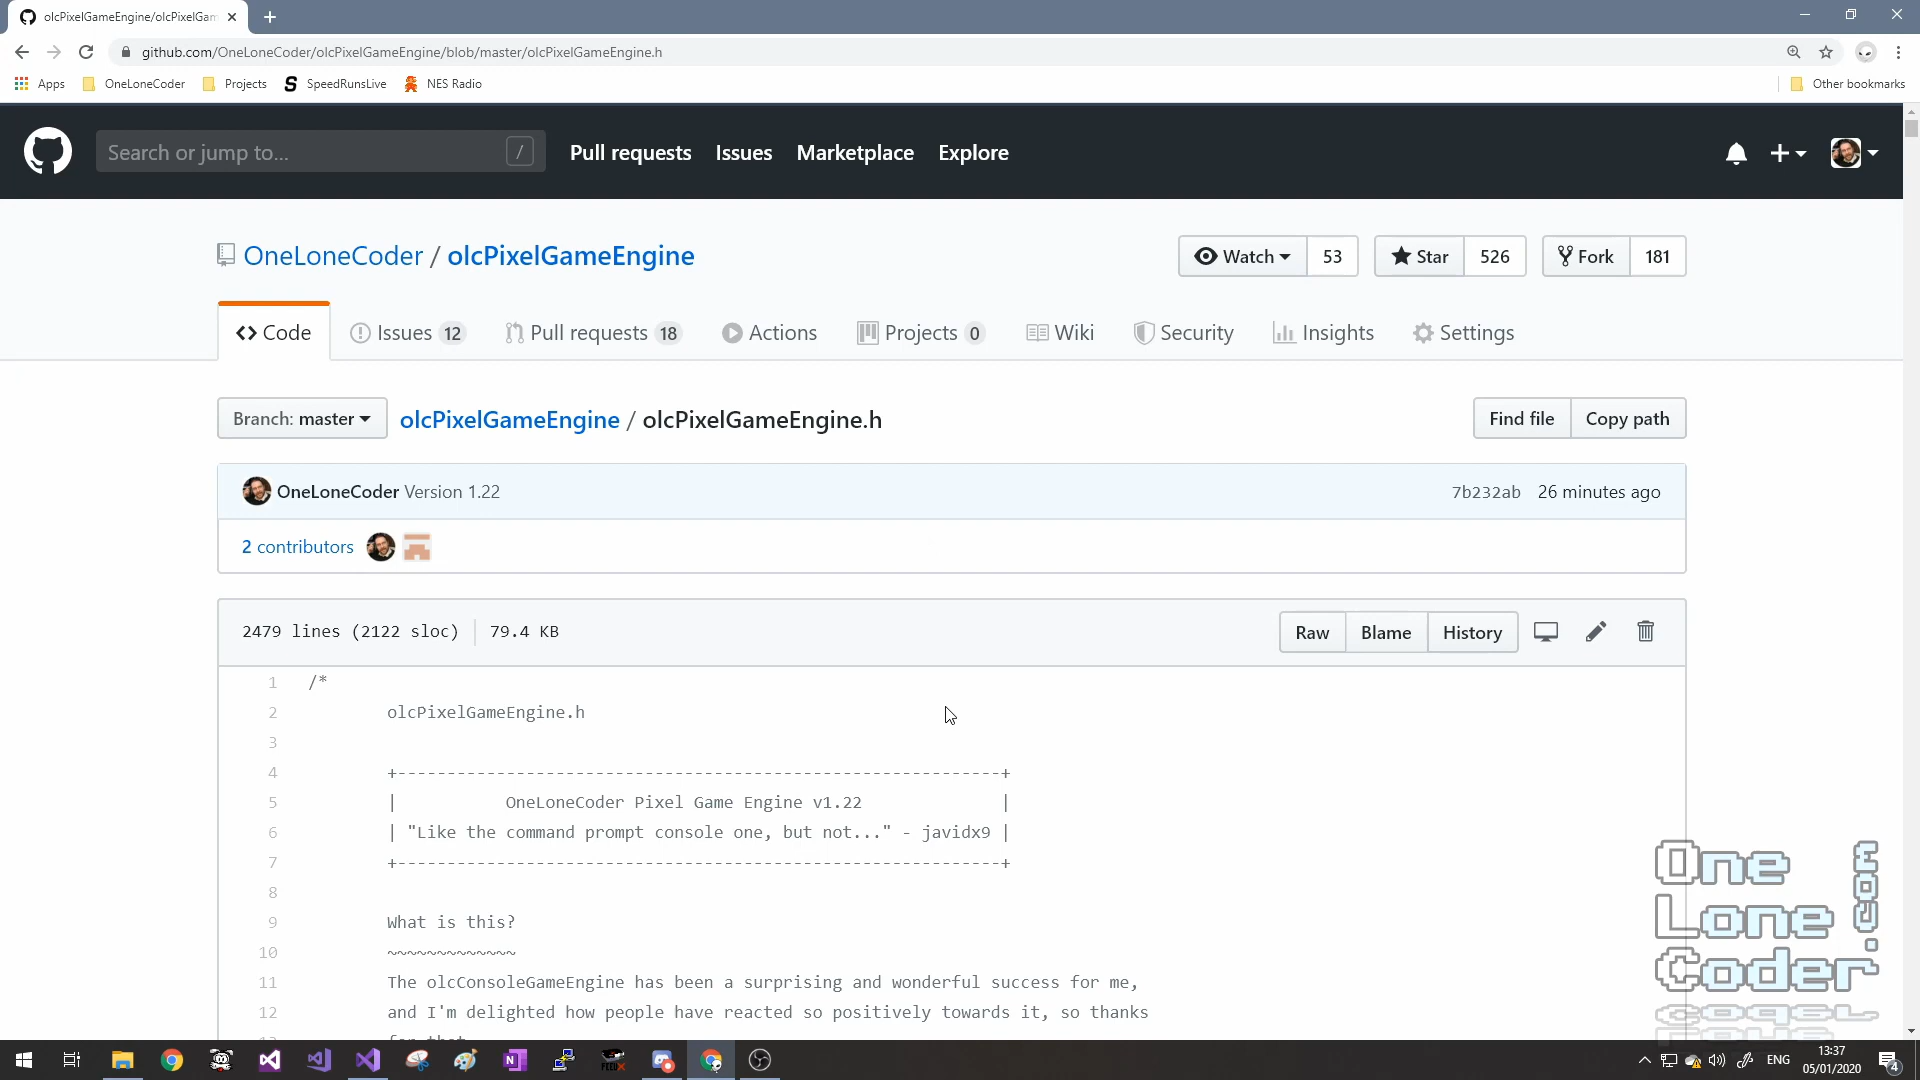 olcPixelGameEngine/olcPixelGam
github.com/OneLoneCoder/olcPixelGameEngine/blob/master/olcPixelGameEngine.h
Apps OneLoneCoder Projects SpeedRunsLive NES Radio Other bookmarks
Search or jump to... / Pull requests Issues Marketplace Explore
OneLoneCoder / olcPixelGameEngine Watch 53 Star 526 Fork 181
Code Issues 12 Pull requests 18 Actions Projects 0 Wiki Security Insights Settings
Branch: master olcPixelGameEngine / olcPixelGameEngine.h Find file Copy path
OneLoneCoder Version 1.22 7b232ab 26 minutes ago
2 contributors
2479 lines (2122 sloc) 79.4 KB Raw Blame History
1 /*
2 olcPixelGameEngine.h
3
4 +-------------------------------------------------------------+
5 | OneLoneCoder Pixel Game Engine v1.22 |
6 | "Like the command prompt console one, but not..." - javidx9 |
7 +-------------------------------------------------------------+
8
9 What is this?
10 ~~~~~~~~~~~~~
11 The olcConsoleGameEngine has been a surprising and wonderful success for me,
12 and I'm delighted how people have reacted so positively towards it, so thanks
for that.
One
Lone
Coder
.com
ENG
13:37
05/01/2020
4